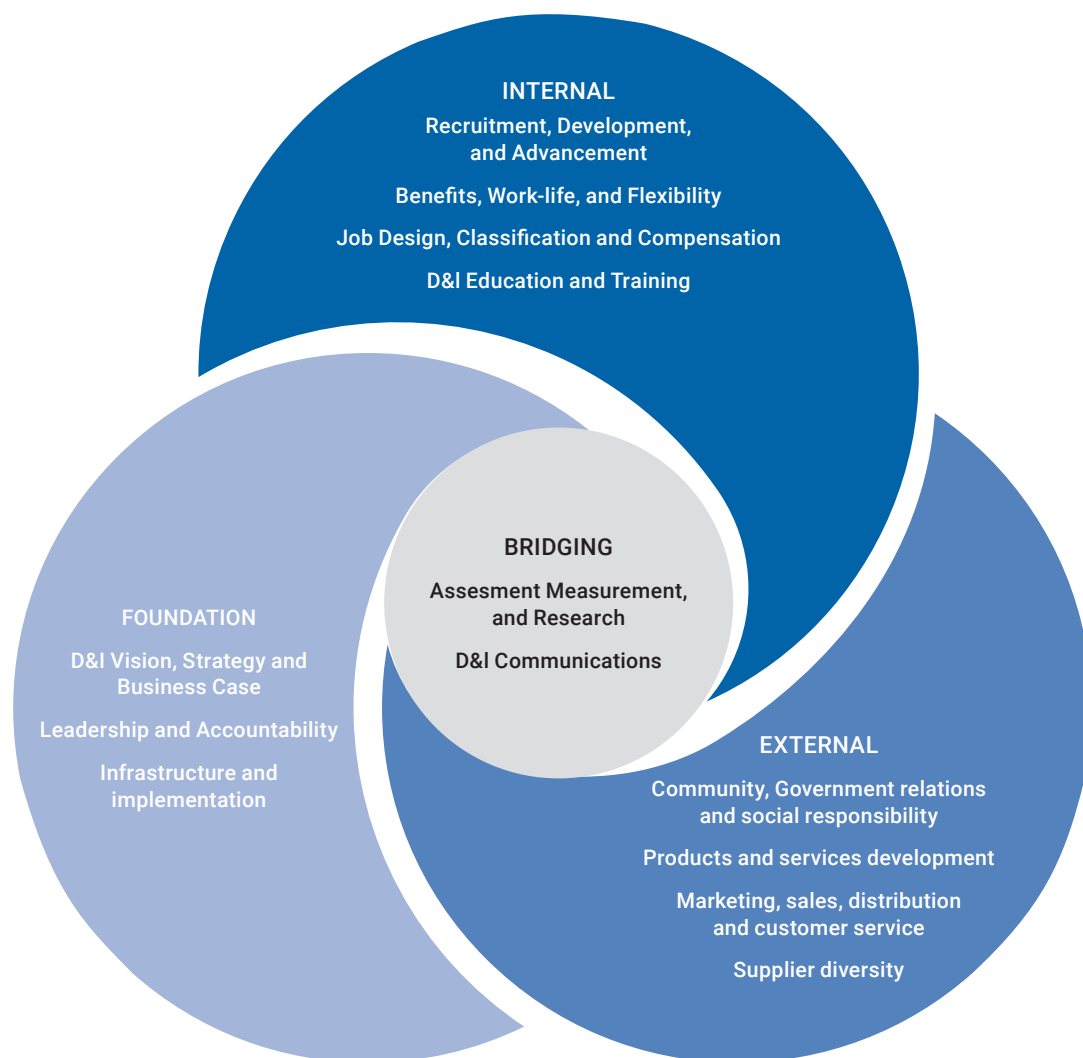 INTERNAL
Recruitment, Development,
and Advancement
Benefits, Work-life, and Flexibility
Job Design, Classification and Compensation
D&I Education and Training
BRIDGING
Assesment Measurement,
and Research
D&I Communications
FOUNDATION
D&I Vision, Strategy and
Business Case
Leadership and Accountability
Infrastructure and
implementation
EXTERNAL
Community, Government relations
and social responsibility
Products and services development
Marketing, sales, distribution
and customer service
Supplier diversity